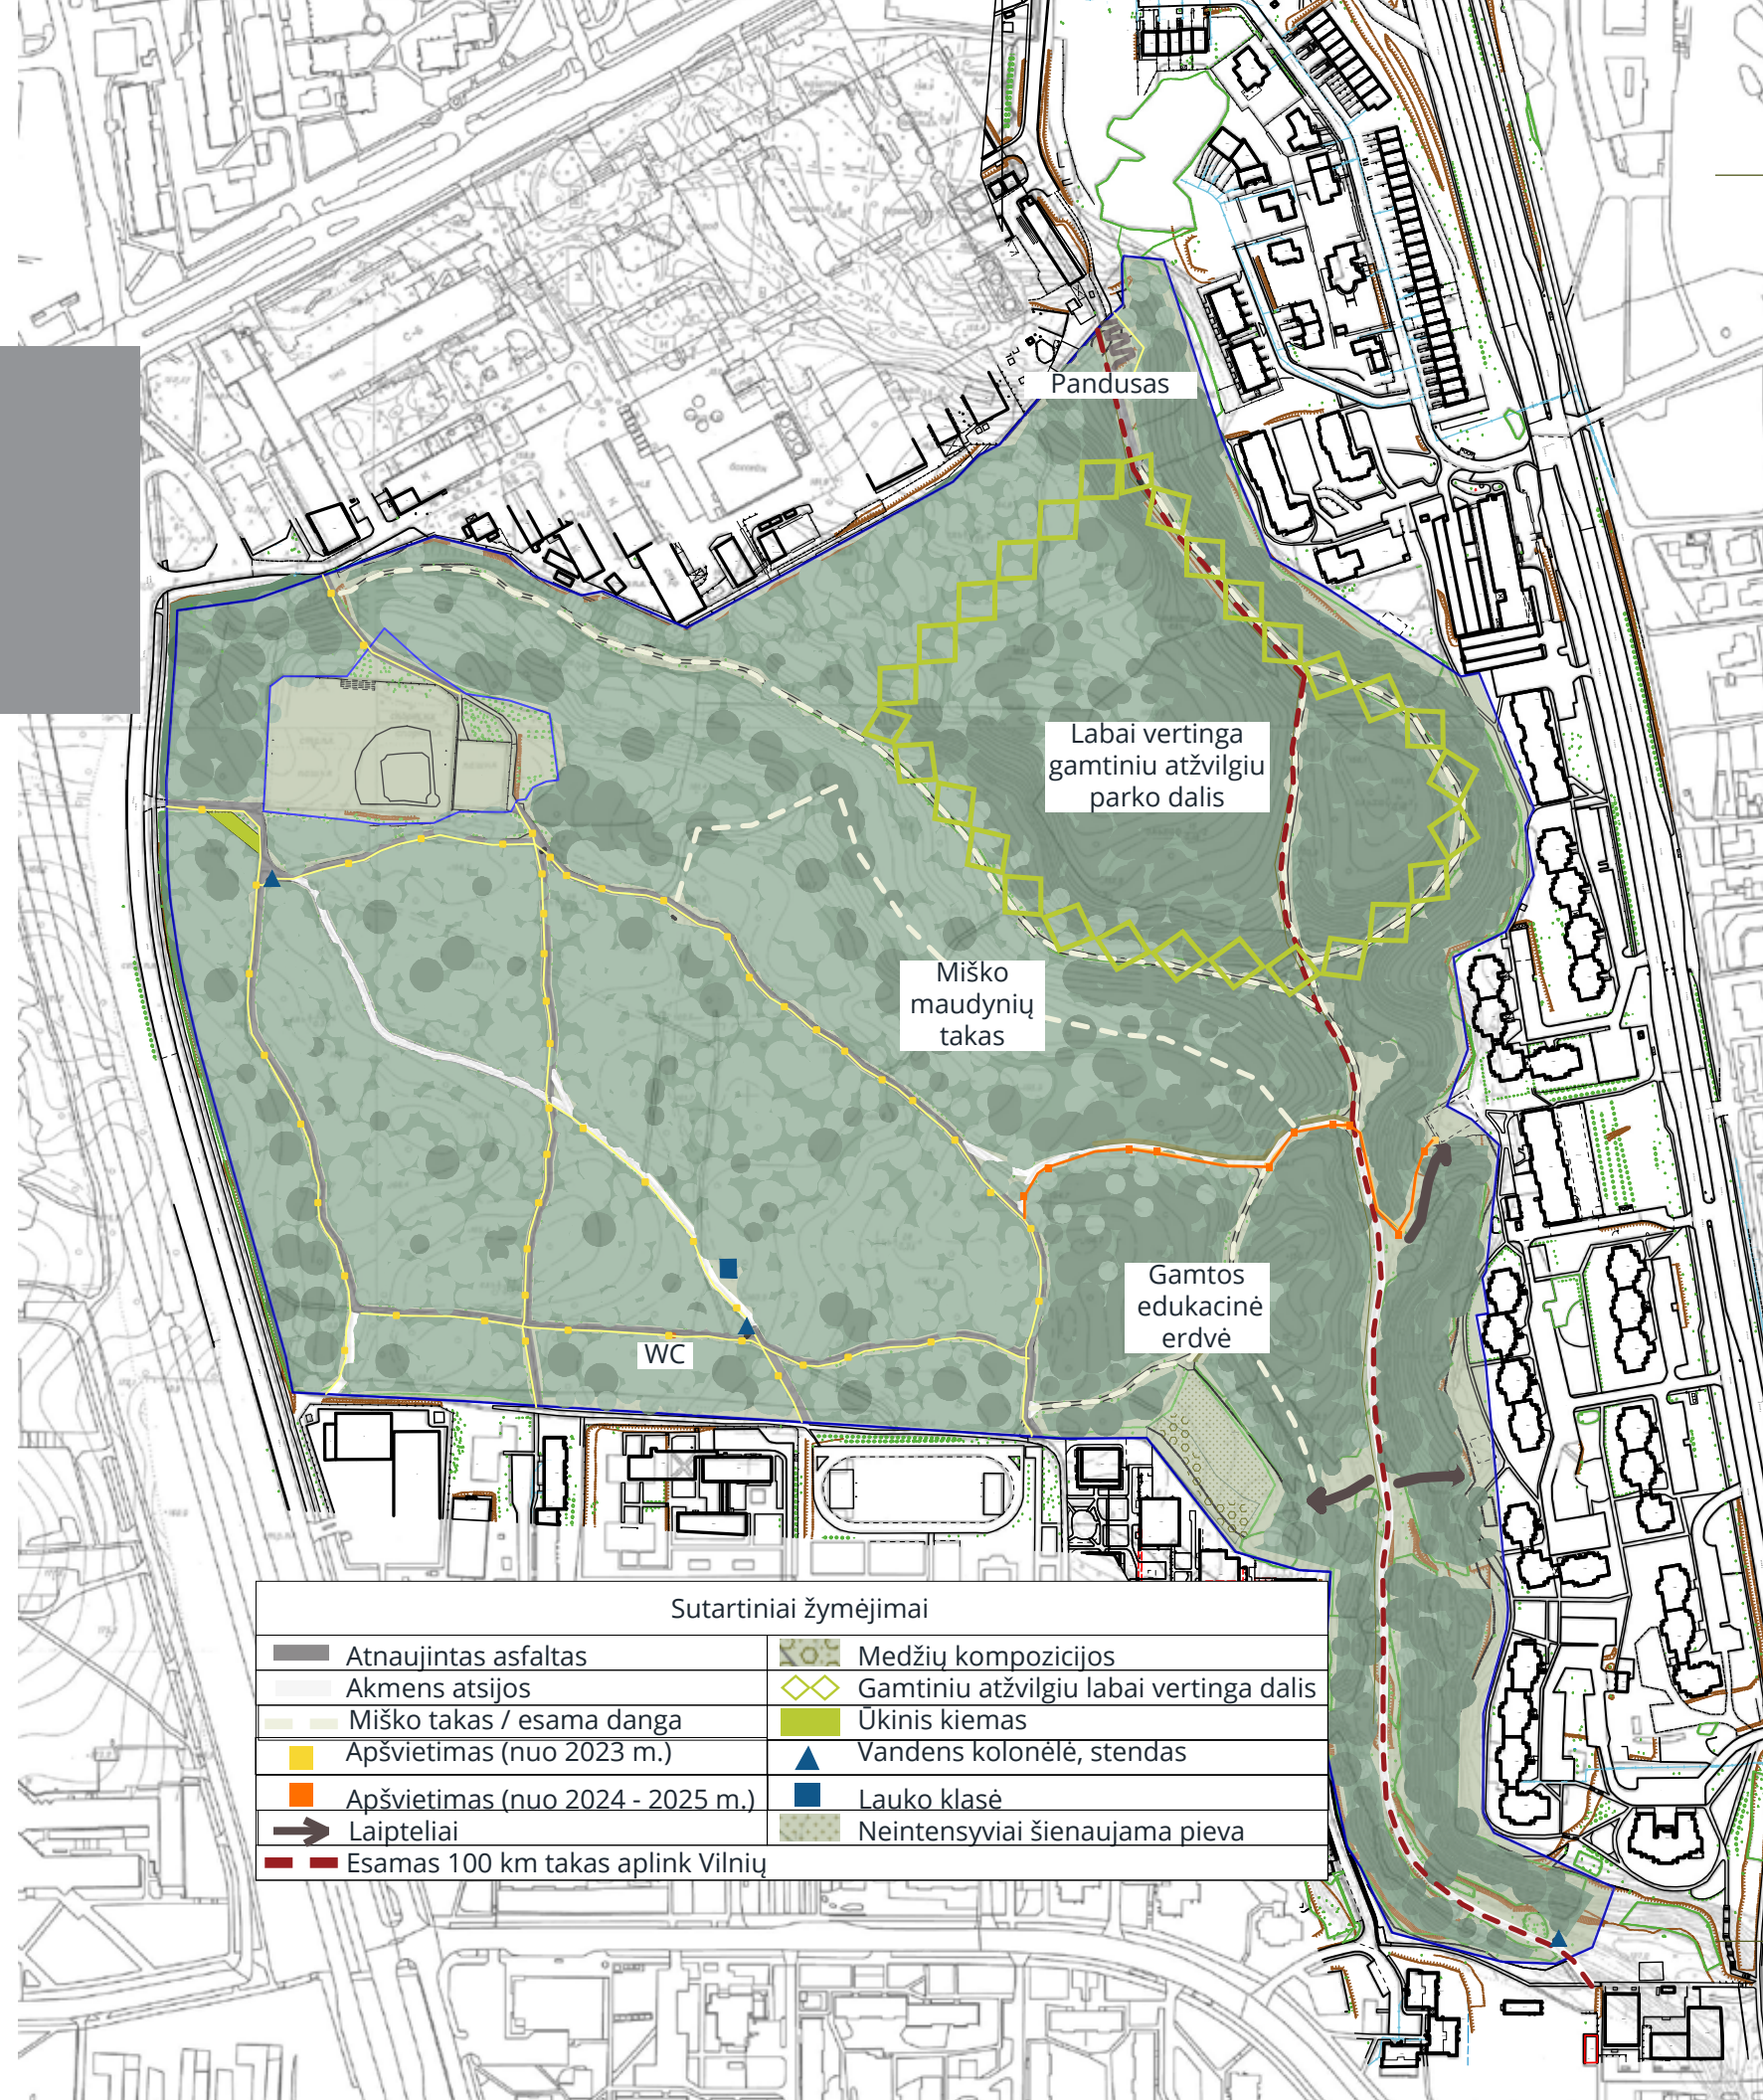 Pandusas
Labai vertinga
gamtiniu atžvilgiu
parko dalis
Miško
maudynių
takas
Gamtos
edukacinė
erdvė
WC
Sutartiniai žymėjimai
Atnaujintas asfaltas
Medžių kompozicijos
Akmens atsijos
Gamtiniu atžvilgiu labai vertinga dalis
Miško takas / esama danga
Ūkinis kiemas
Apšvietimas (nuo 2023 m.)
Vandens kolonėlė, stendas
Apšvietimas (nuo 2024 - 2025 m.)
Lauko klasė
Laipteliai
Neintensyviai šienaujama pieva
Esamas 100 km takas aplink Vilnių